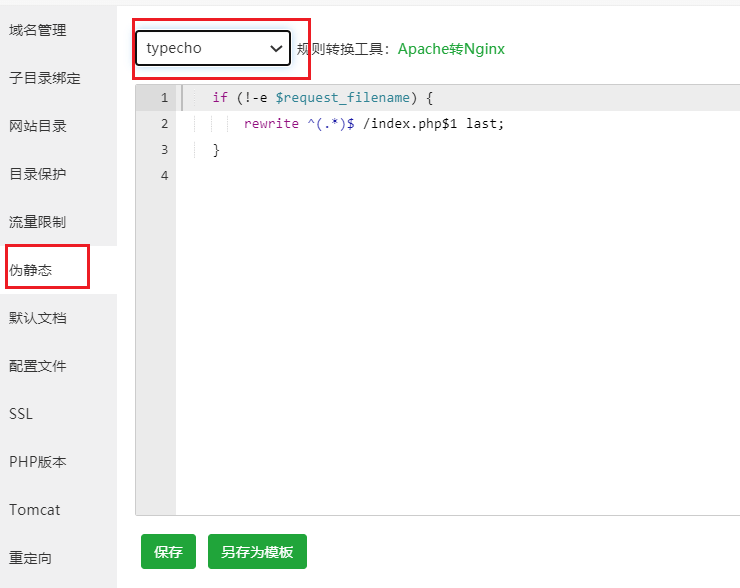 域名管理
子目录绑定
网站目录
目录保护
流量限制
伪静态
默认文档
配置文件
SSL
PHP版本
Tomcat
重定向
typecho 规则转换工具：Apache转Nginx
1 if (!-e $request_filename) {
2 rewrite ^(.*)$ /index.php$1 last;
3 }
4
保存 另存为模板